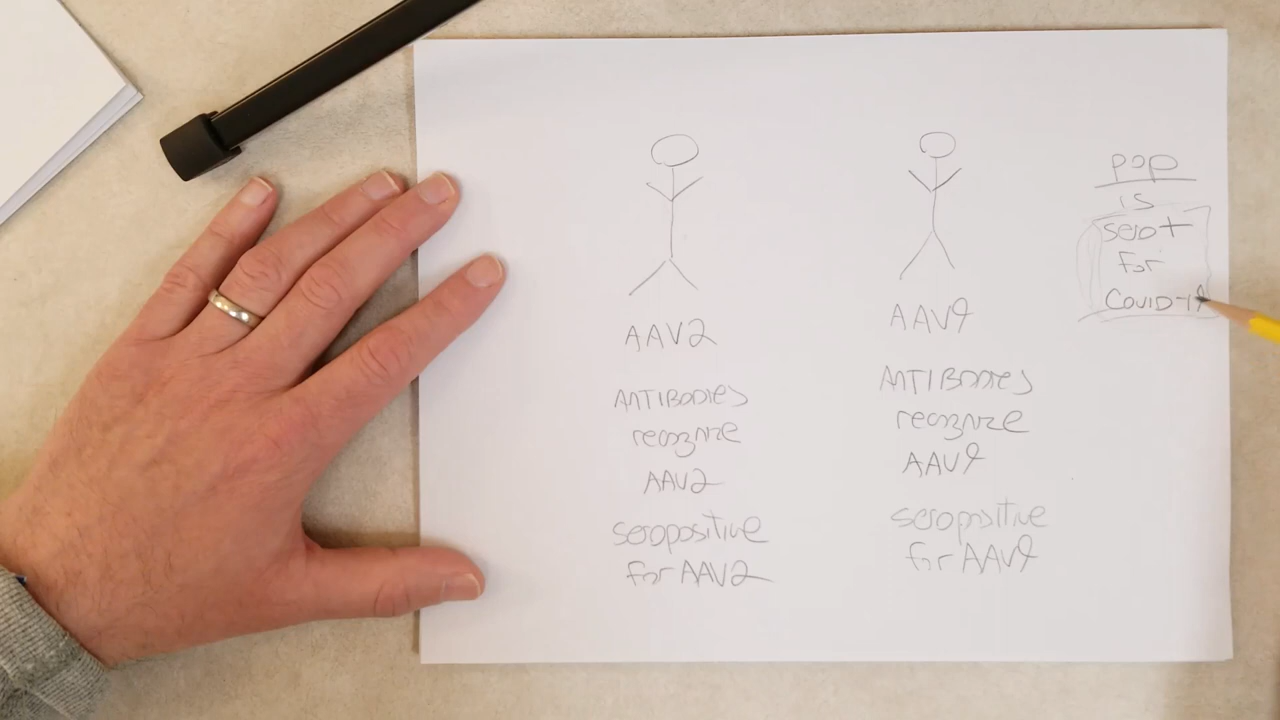 AAV2
ANTIBODIES
recognize
AAV2
seropositive
for AAV2
AAV9
ANTIBODIES
recognize
AAV9
seropositive
for AAV9
pop
is
sero+
for
COVID-19